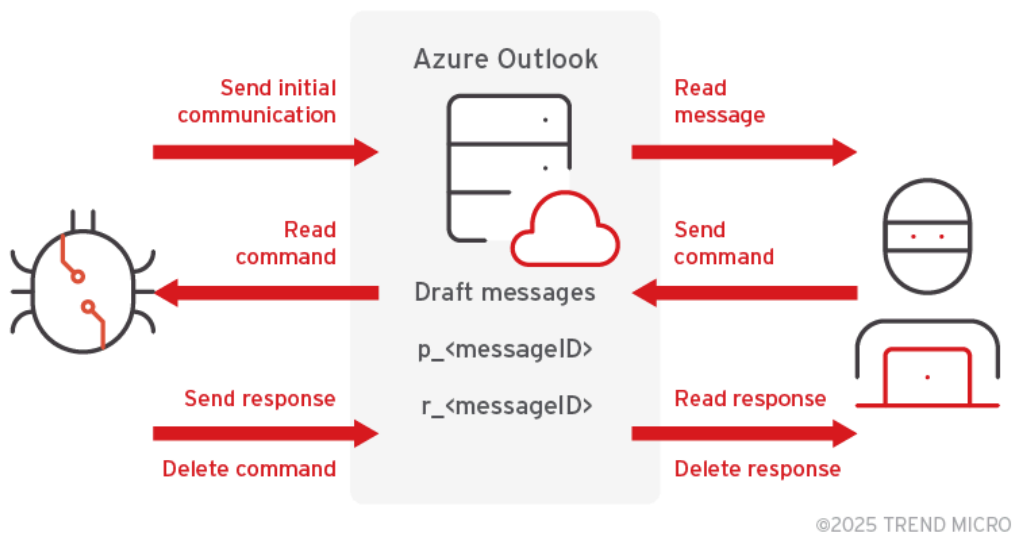 Azure Outlook
Send initial
communication
Read
message
Read
command
Send
command
Draft messages
p_<messageID>
r_<messageID>
Send response
Read response
Delete command
Delete response
©2025 TREND MICRO